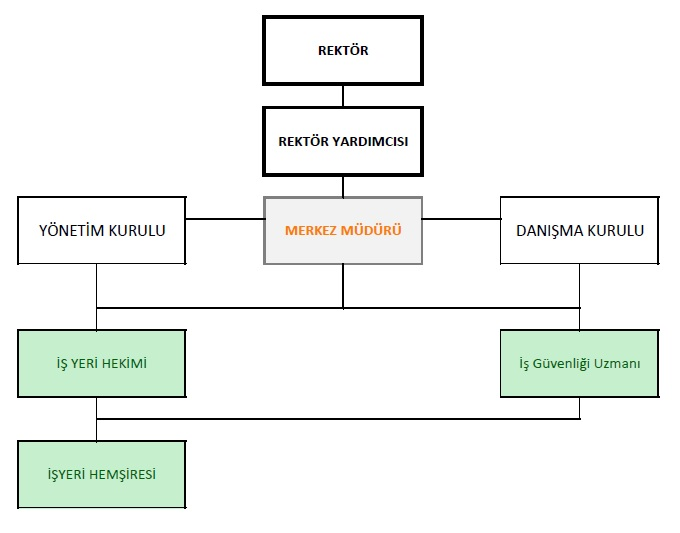 REKTÖR
REKTÖR YARDIMCISI
YÖNETİM KURULU
MERKEZ MÜDÜRÜ
DANIŞMA KURULU
İŞ YERİ HEKİMİ
İş Güvenliği Uzmanı
İŞYERİ HEMŞİRESİ